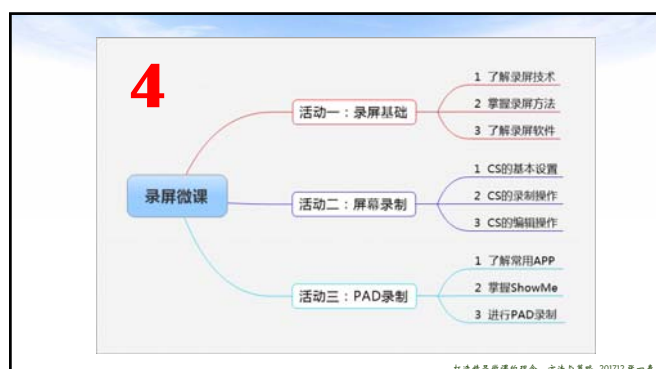 4
录屏微课
活动一：录屏基础
1 了解录屏技术
2 掌握录屏方法
3 了解录屏软件
活动二：屏幕录制
1 CS的基本设置
2 CS的录制操作
3 CS的编辑操作
活动三：PAD录制
1 了解常用APP
2 掌握ShowMe
3 进行PAD录制
201712